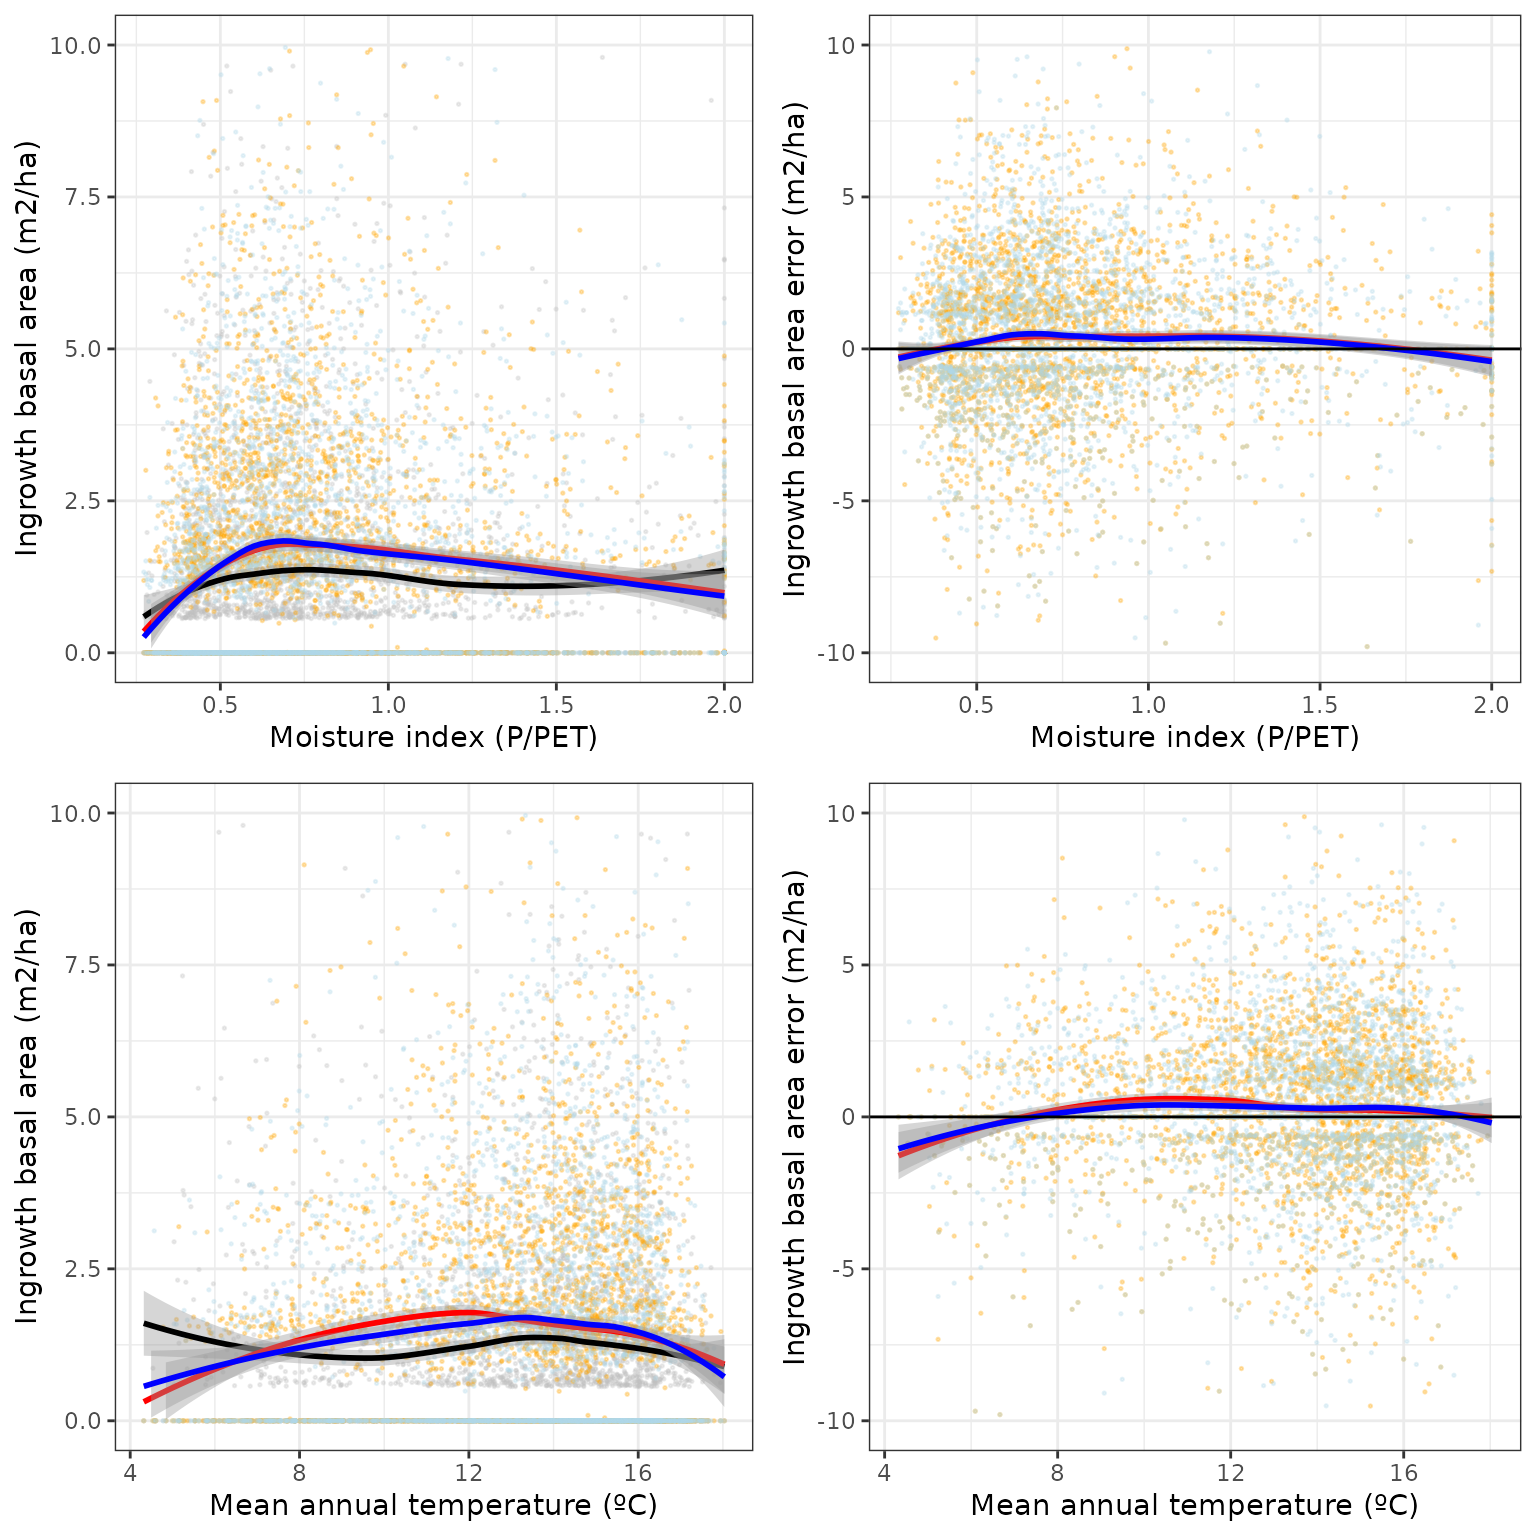 Ingrowth basal area (m2/ha)
10.0
7.5
5.0
2.5
0.0
0.5 1.0 1.5 2.0
Moisture index (P/PET)
Ingrowth basal area error (m2/ha)
10
5
0
-5
-10
0.5 1.0 1.5 2.0
Moisture index (P/PET)
Ingrowth basal area (m2/ha)
10.0
7.5
5.0
2.5
0.0
4 8 12 16
Mean annual temperature (ºC)
Ingrowth basal area error (m2/ha)
10
5
0
-5
-10
4 8 12 16
Mean annual temperature (ºC)